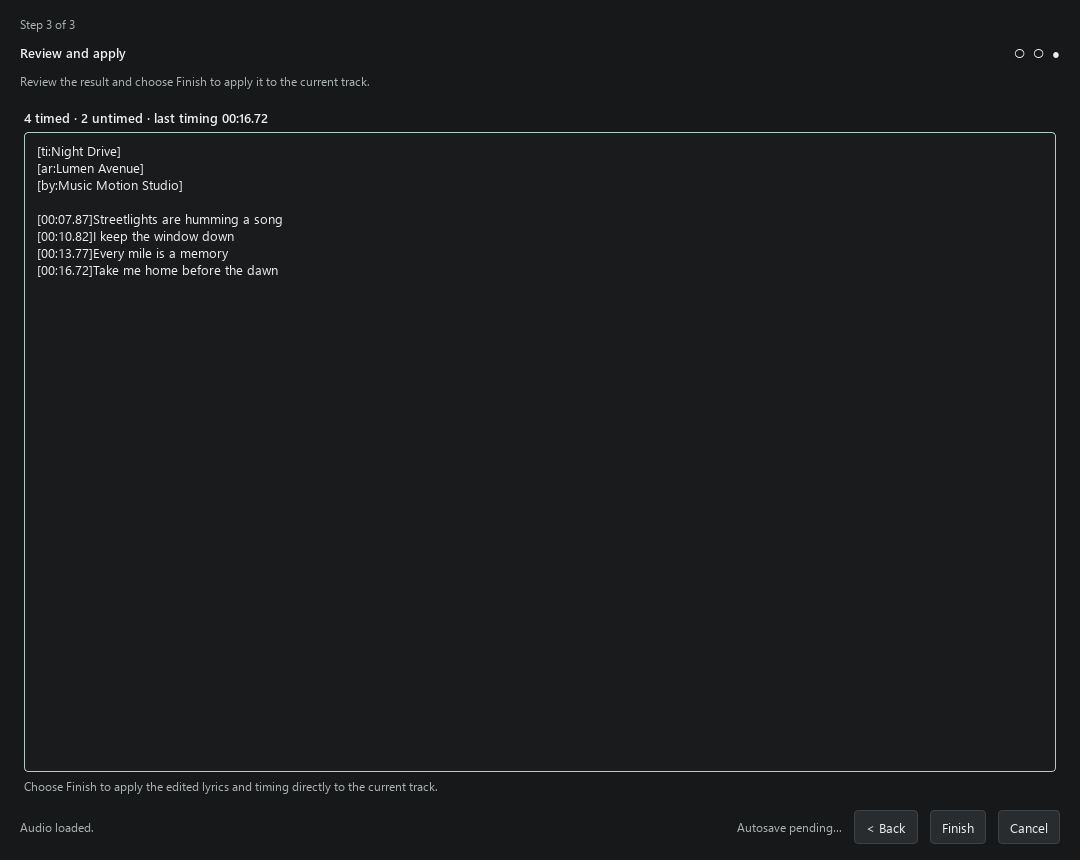 Step 3 of 3
Review and apply
Review the result and choose Finish to apply it to the current track.
4 timed · 2 untimed · last timing 00:16.72
[ti:Night Drive]
[ar:Lumen Avenue]
[by:Music Motion Studio]
[00:07.87]Streetlights are humming a song
[00:10.82]I keep the window down
[00:13.77]Every mile is a memory
[00:16.72]Take me home before the dawn
Choose Finish to apply the edited lyrics and timing directly to the current track.
Audio loaded.
Autosave pending...
< Back
Finish
Cancel